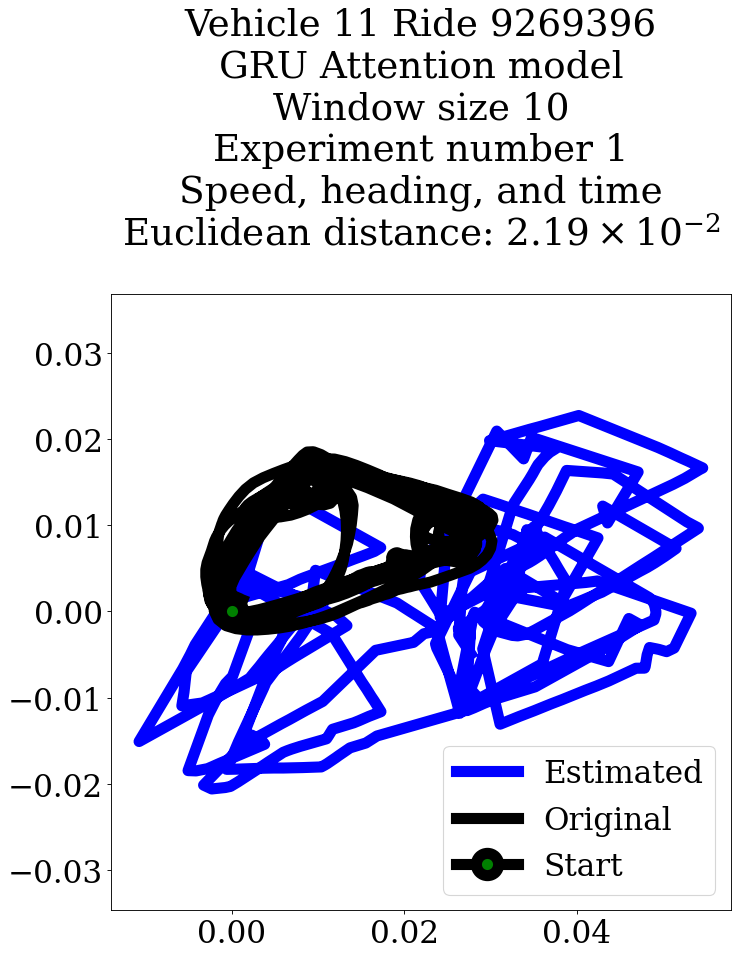 Vehicle 11 Ride 9269396
GRU Attention model
Window size 10
Experiment number 1
Speed, heading, and time
Euclidean distance: 2.19 × 10⁻²
0.03
0.02
0.01
0.00
−0.01
−0.02
−0.03
Estimated
Original
Start
0.00 0.02 0.04